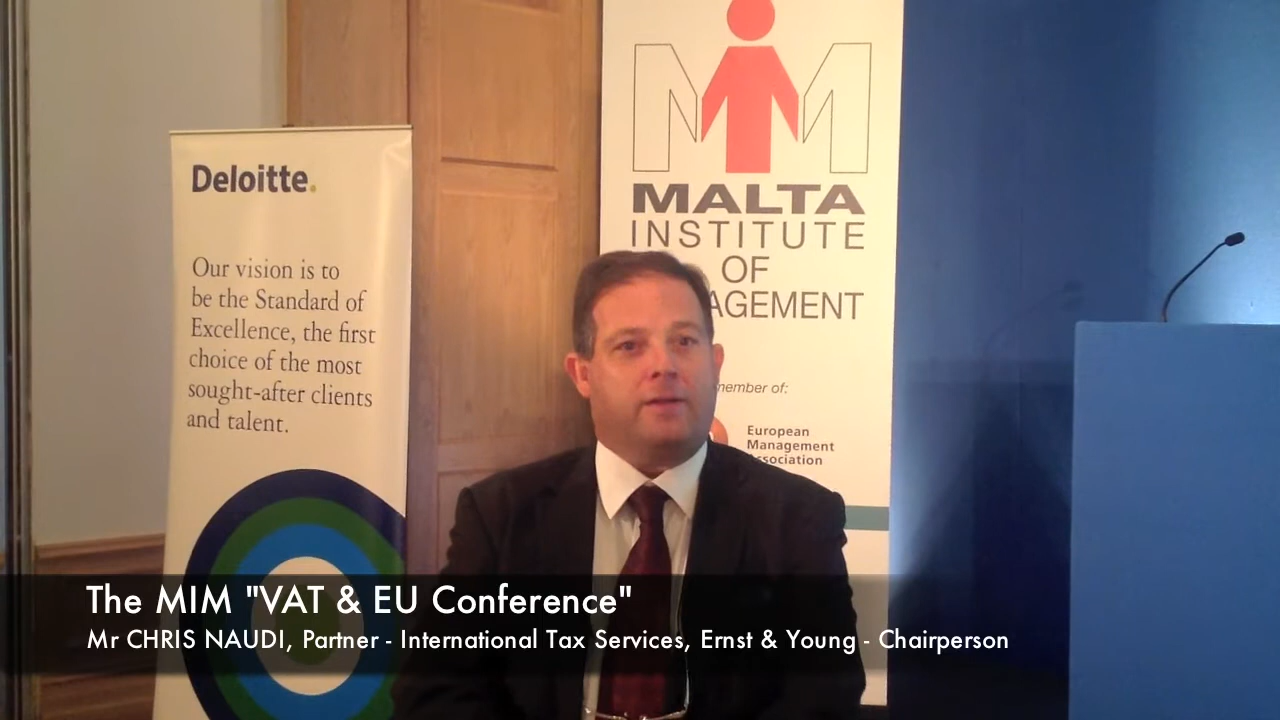 Deloitte.
Our vision is to
be the Standard of
Excellence, the first
choice of the most
sought-after clients
and talent.
MIM
MALTA
INSTITUTE
OF
AGEMENT
member of:
European
Management
ssociation
The MIM "VAT & EU Conference"
Mr CHRIS NAUDI, Partner - International Tax Services, Ernst & Young - Chairperson